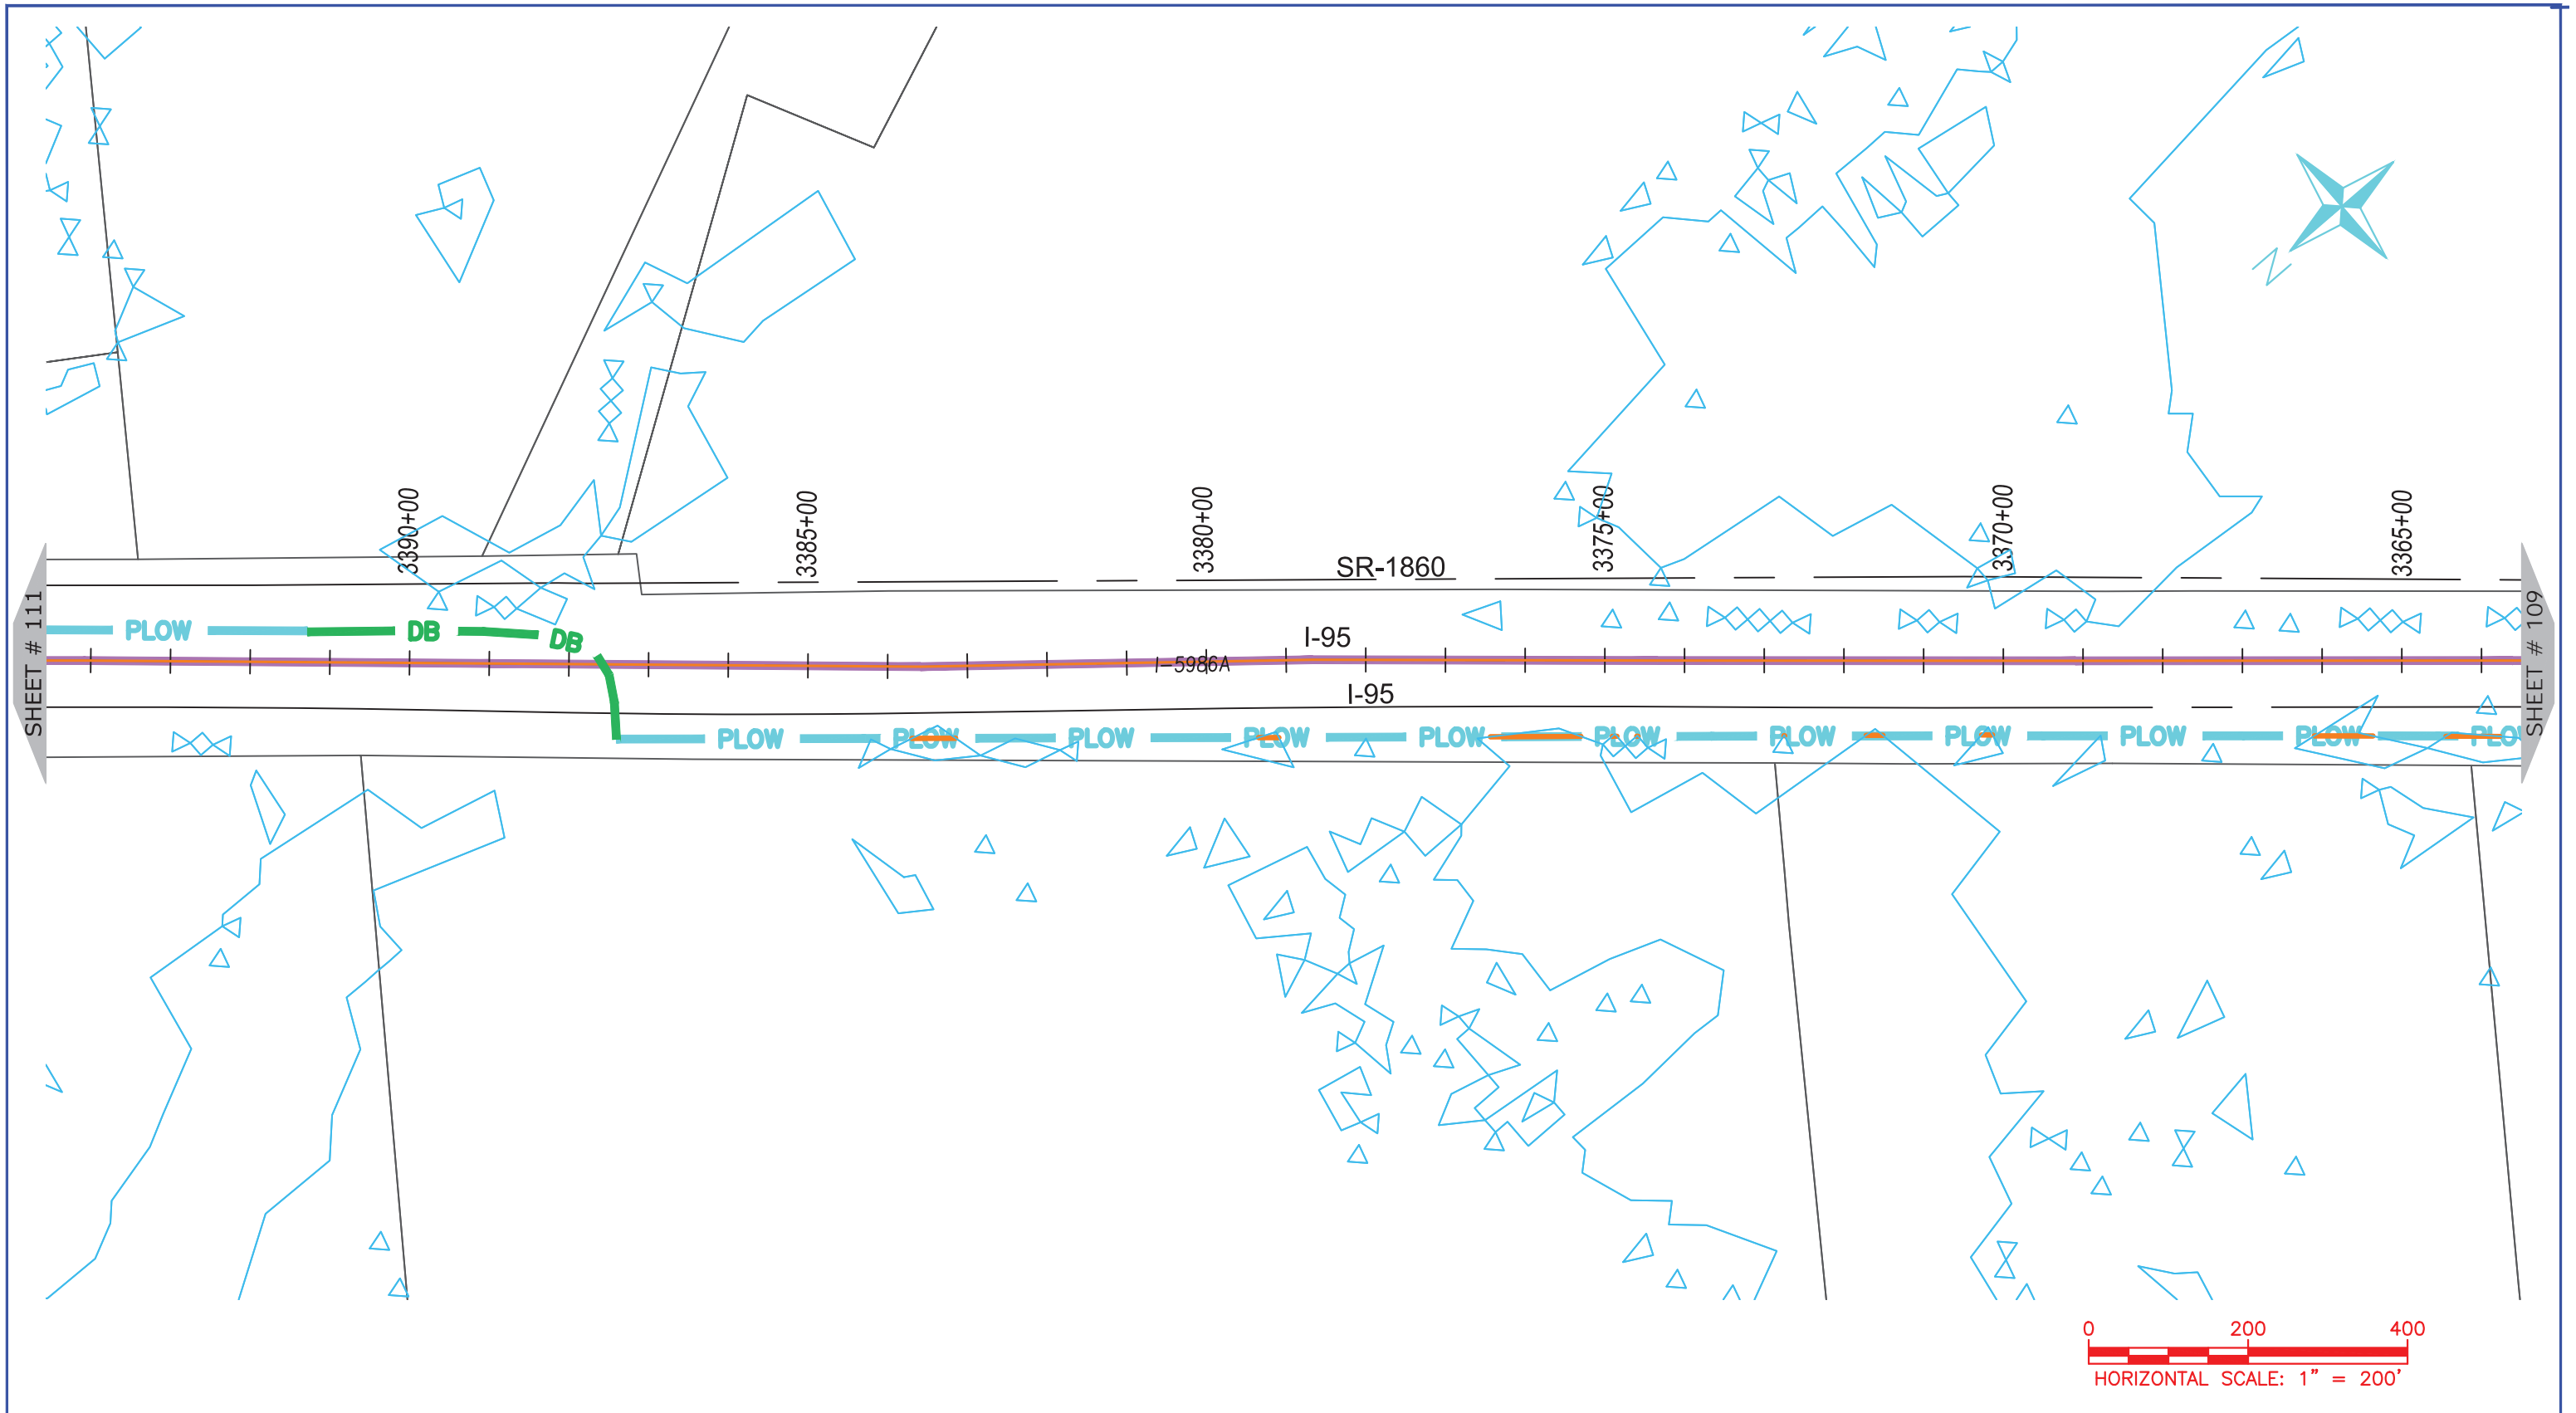 3390+00
3385+00
3380+00
3375+00
3370+00
3365+00
SR-1860
SHEET # 111
SHEET # 109
PLOW
DB
DB
I-95
I-5986A
I-95
PLOW
PLOW
PLOW
PLOW
PLOW
PLOW
PLOW
PLOW
PLOW
PLOW
PLO
N
0 200 400
HORIZONTAL SCALE: 1" = 200'